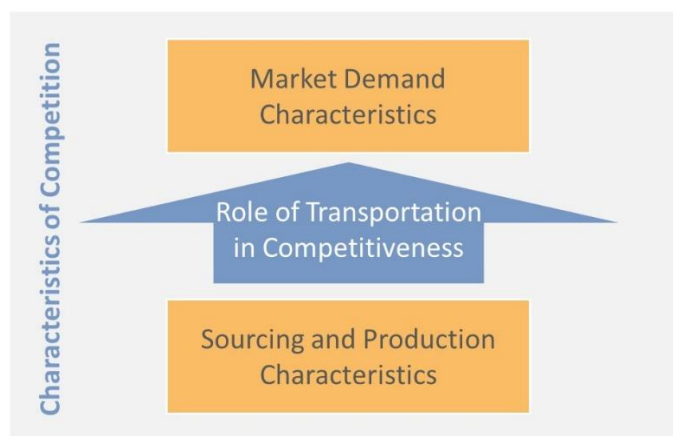 Characteristics of Competition
Market Demand
Characteristics
Role of Transportation
in Competitiveness
Sourcing and Production
Characteristics